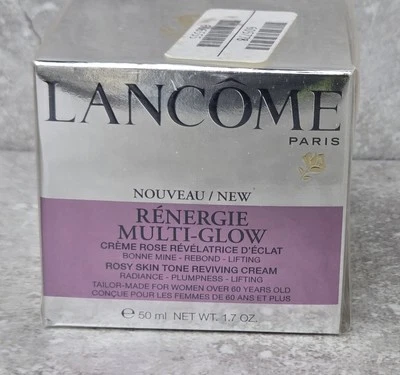 LANCÔME
PARIS
NOUVEAU / NEW
RÉNERGIE
MULTI-GLOW
CRÈME ROSE RÉVÉLATRICE D'ÉCLAT
BONNE MINE - REBOND - LIFTING
ROSY SKIN TONE REVIVING CREAM
RADIANCE - PLUMPNESS - LIFTING
TAILOR-MADE FOR WOMEN OVER 60 YEARS OLD
CONÇUE POUR LES FEMMES DE 60 ANS ET PLUS
℮ 50 ml NET WT. 1.7 OZ.